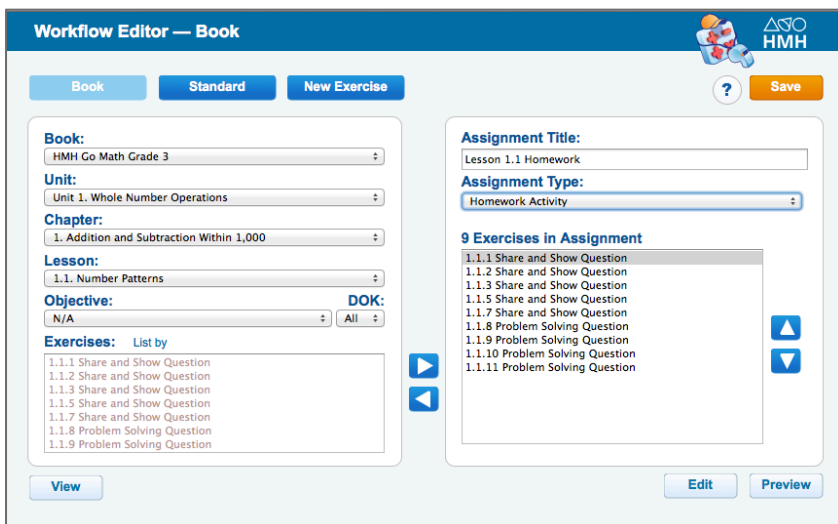 Workflow Editor — Book
HMH
Book
Standard
New Exercise
?
Save
Book:
HMH Go Math Grade 3
Unit:
Unit 1. Whole Number Operations
Chapter:
1. Addition and Subtraction Within 1,000
Lesson:
1.1. Number Patterns
Objective: DOK:
N/A All
Exercises: List by
1.1.1 Share and Show Question
1.1.2 Share and Show Question
1.1.3 Share and Show Question
1.1.5 Share and Show Question
1.1.7 Share and Show Question
1.1.8 Problem Solving Question
1.1.9 Problem Solving Question
View
Assignment Title:
Lesson 1.1 Homework
Assignment Type:
Homework Activity
9 Exercises in Assignment
1.1.1 Share and Show Question
1.1.2 Share and Show Question
1.1.3 Share and Show Question
1.1.5 Share and Show Question
1.1.7 Share and Show Question
1.1.8 Problem Solving Question
1.1.9 Problem Solving Question
1.1.10 Problem Solving Question
1.1.11 Problem Solving Question
Edit
Preview